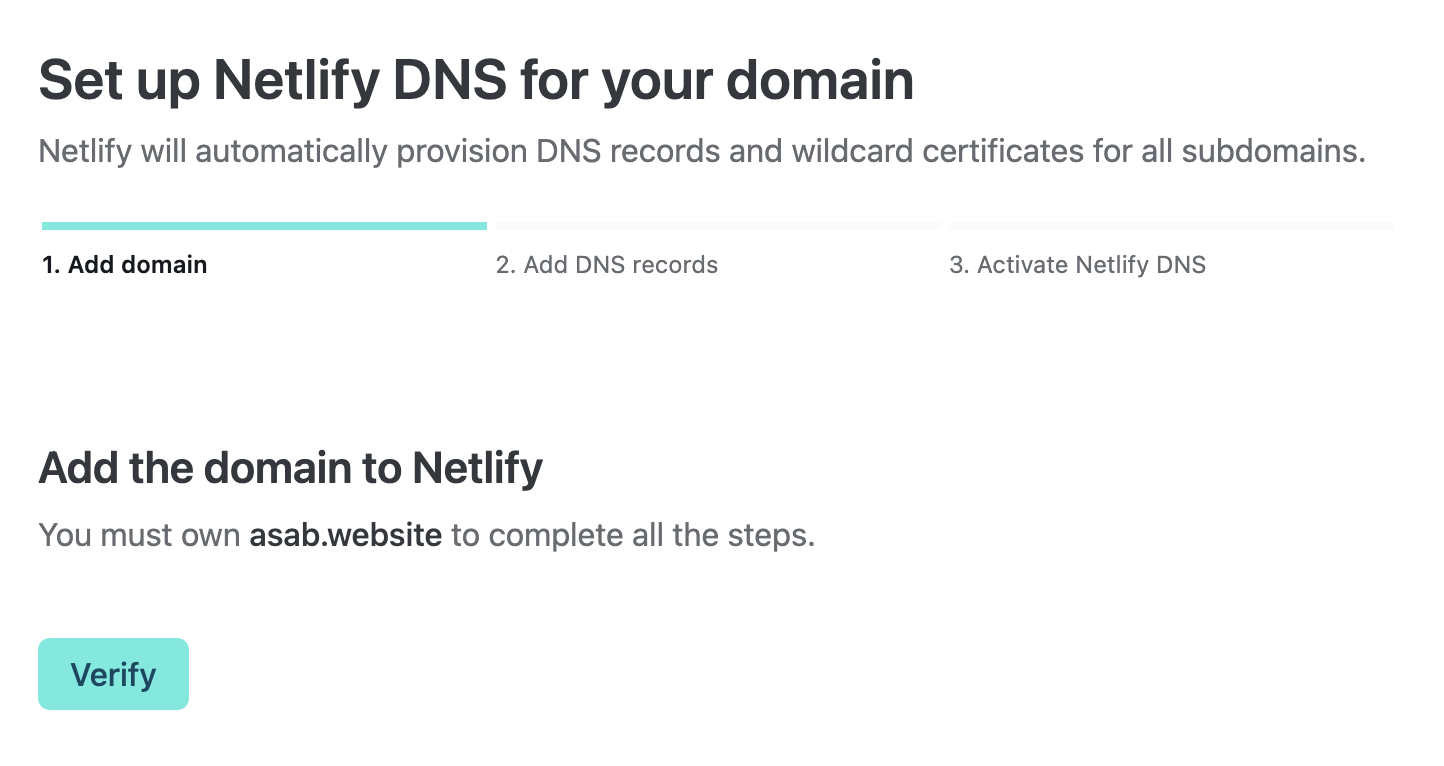 Set up Netlify DNS for your domain
Netlify will automatically provision DNS records and wildcard certificates for all subdomains.
1. Add domain
2. Add DNS records
3. Activate Netlify DNS
Add the domain to Netlify
You must own asab.website to complete all the steps.
Verify